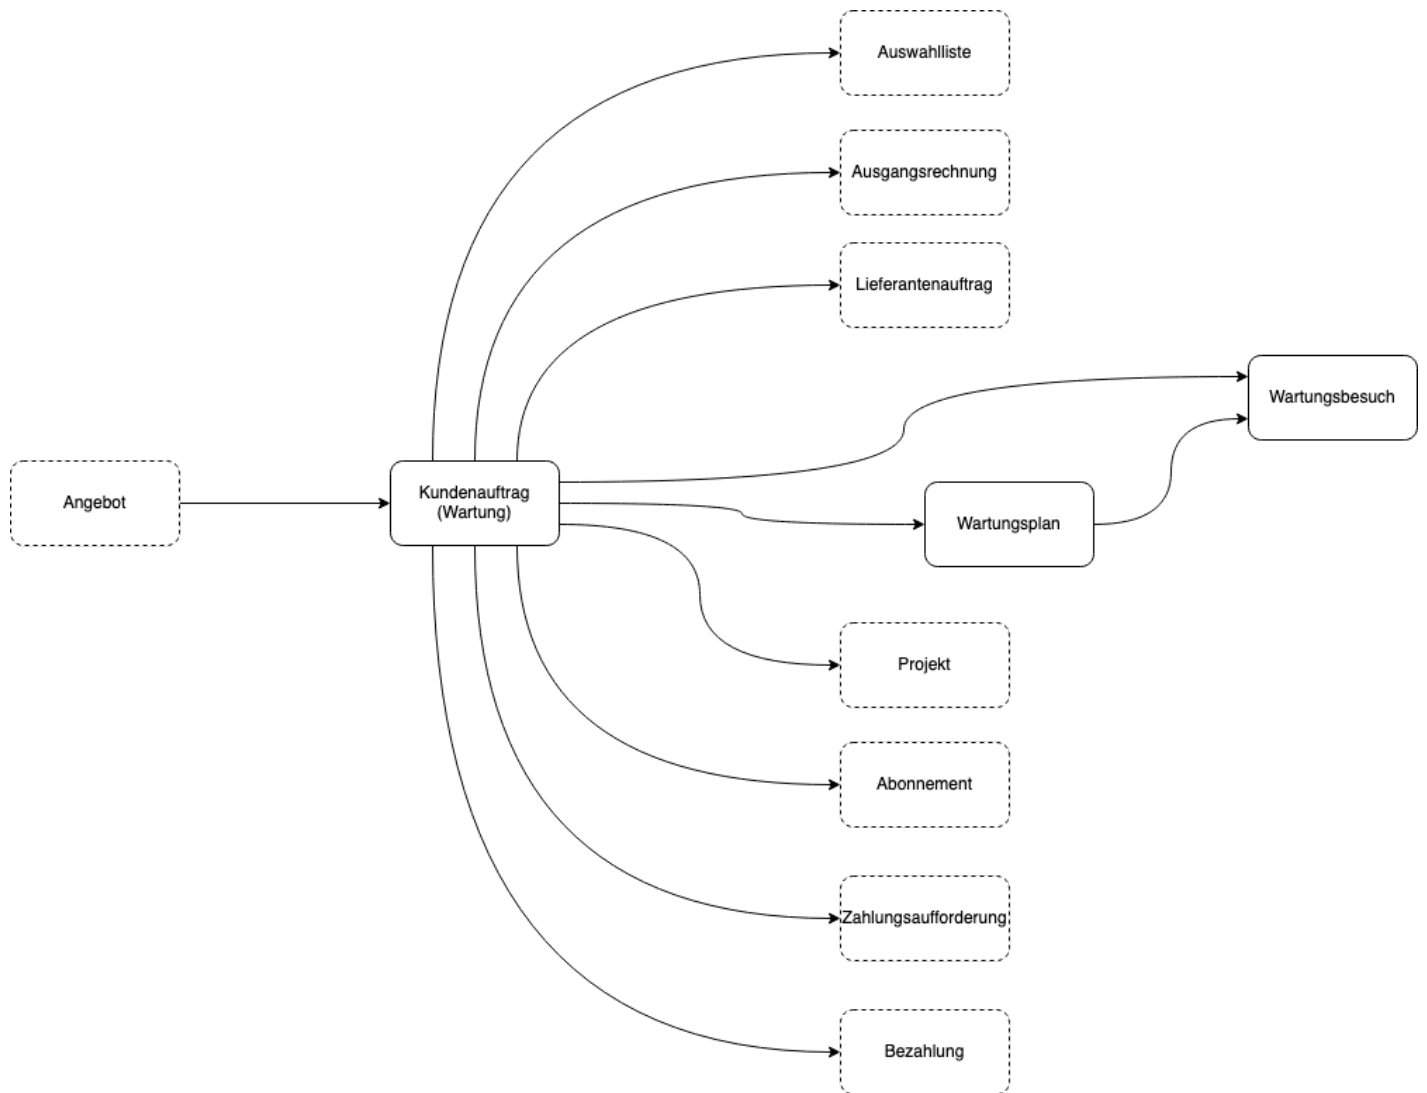 Auswahlliste
Ausgangsrechnung
Lieferantenauftrag
Wartungsbesuch
Angebot
Kundenauftrag
(Wartung)
Wartungsplan
Projekt
Abonnement
Zahlungsaufforderung
Bezahlung